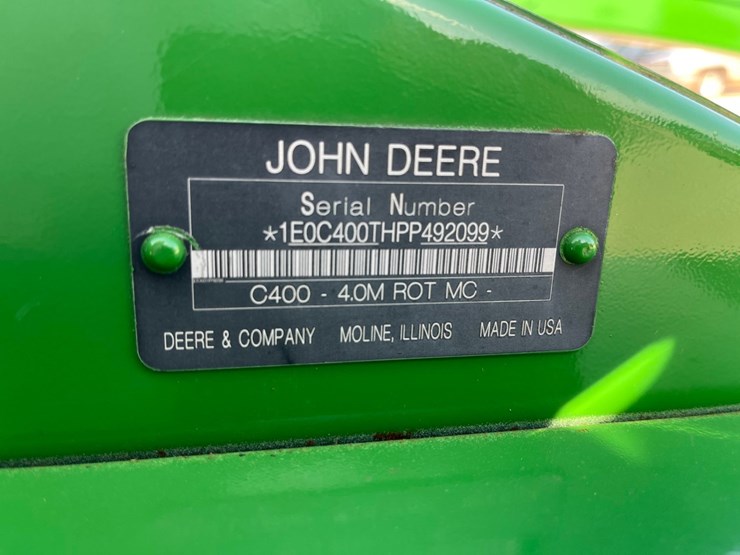 JOHN DEERE
Serial Number
*1E0C400THPP492099*
C400 - 4.0M ROT MC -
DEERE & COMPANY MOLINE, ILLINOIS MADE IN USA